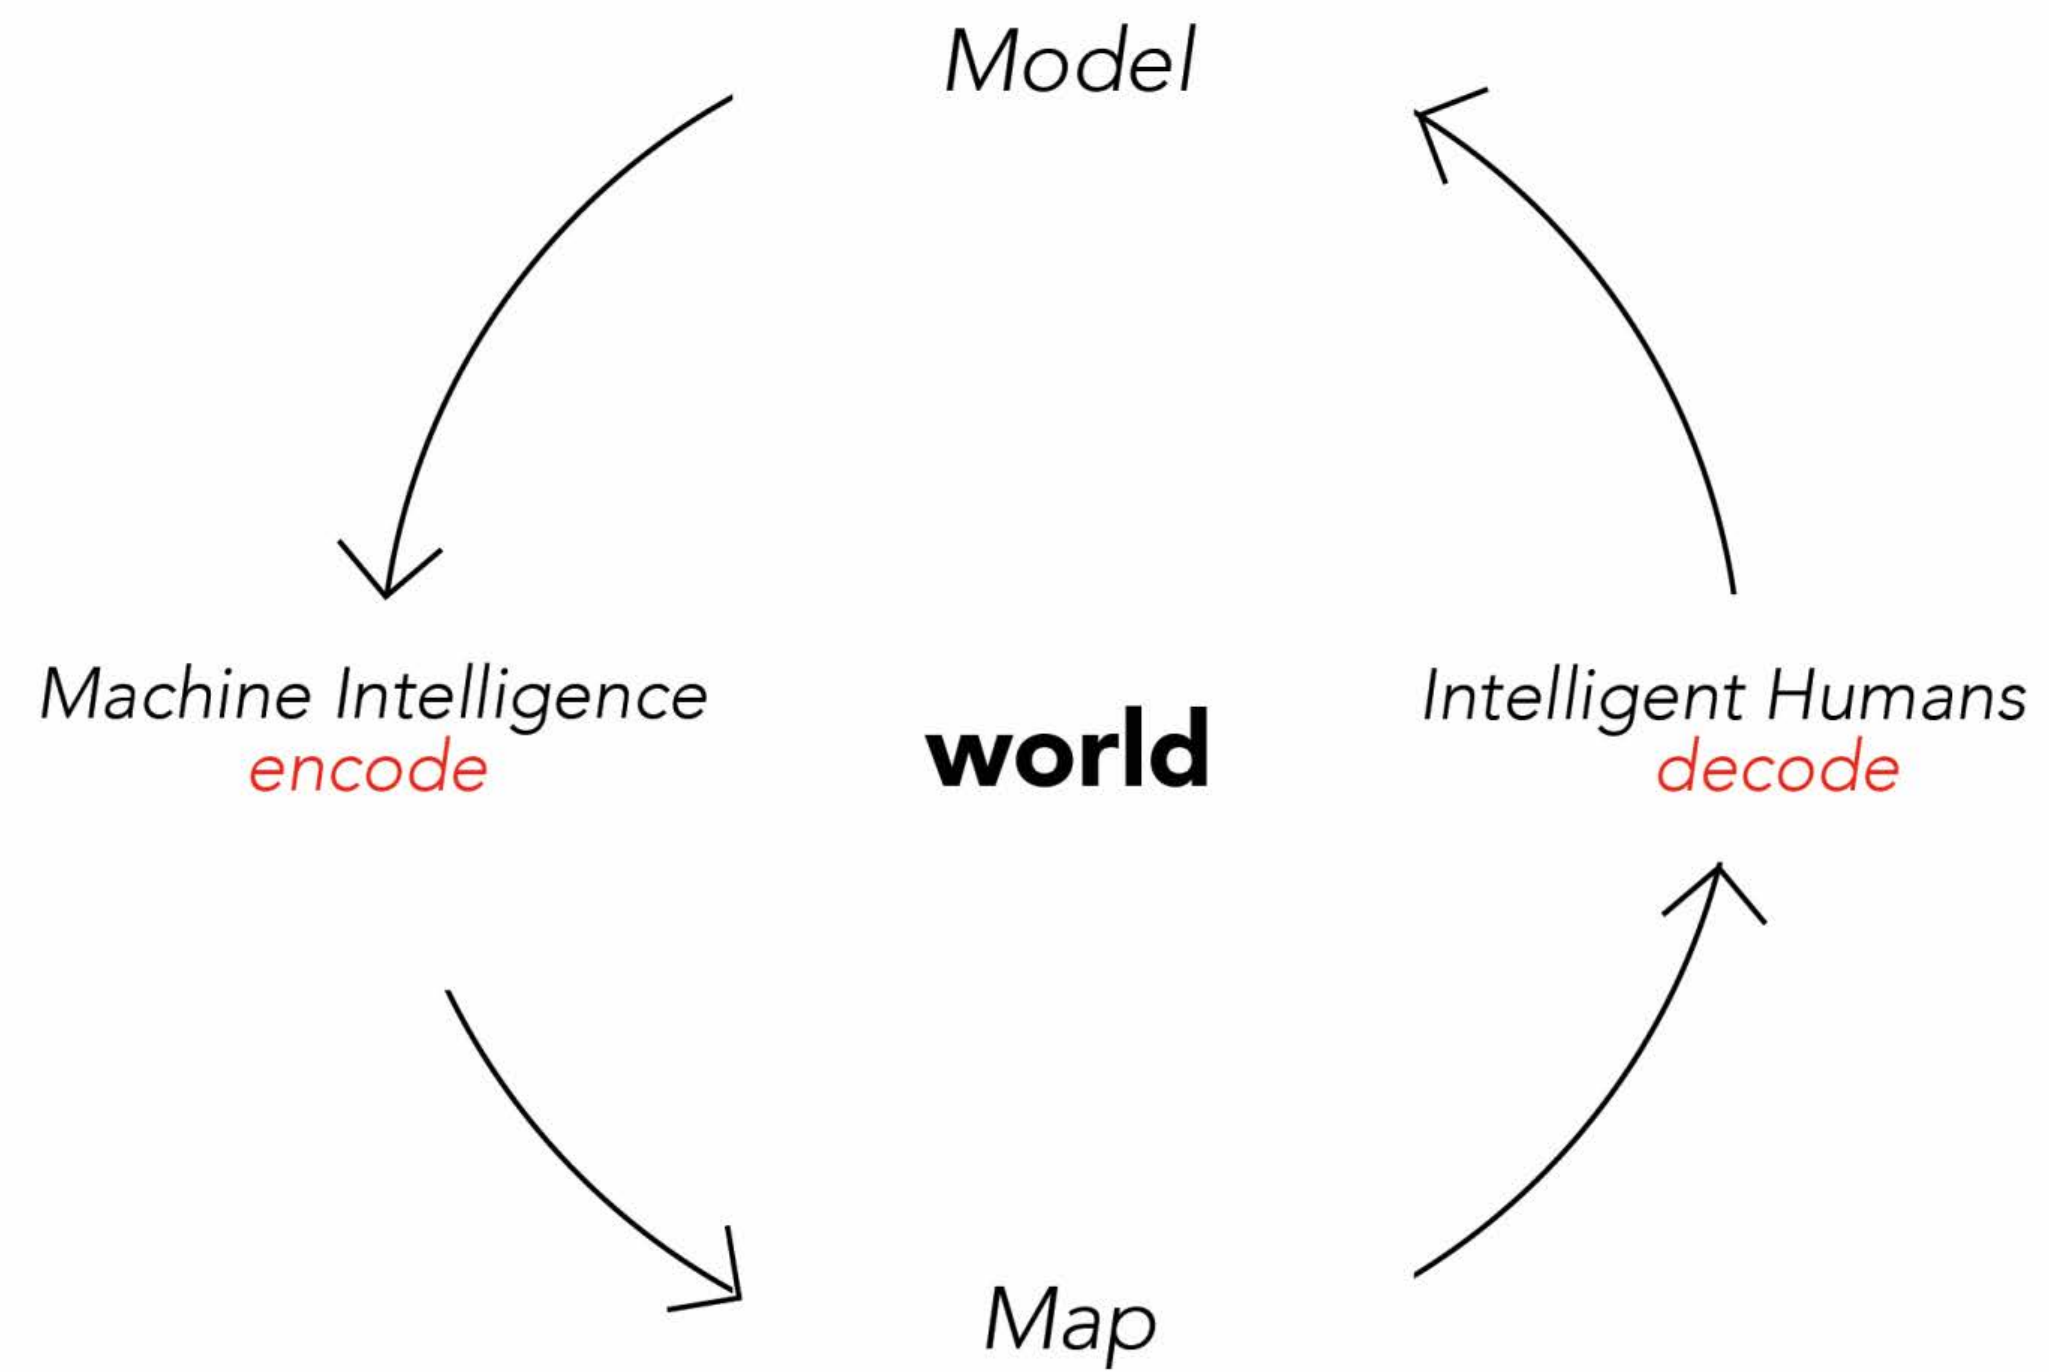 Model
Machine Intelligence
encode
world
Intelligent Humans
decode
Map